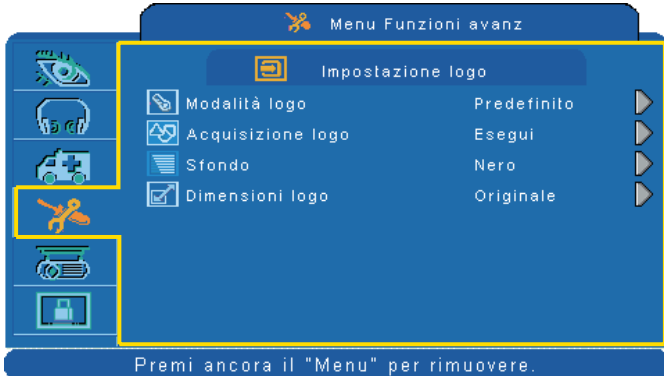 Menu Funzioni avanz
Impostazione logo
Modalità logo Predefinito
Acquisizione logo Esegui
Sfondo Nero
Dimensioni logo Originale
Premi ancora il "Menu" per rimuovere.